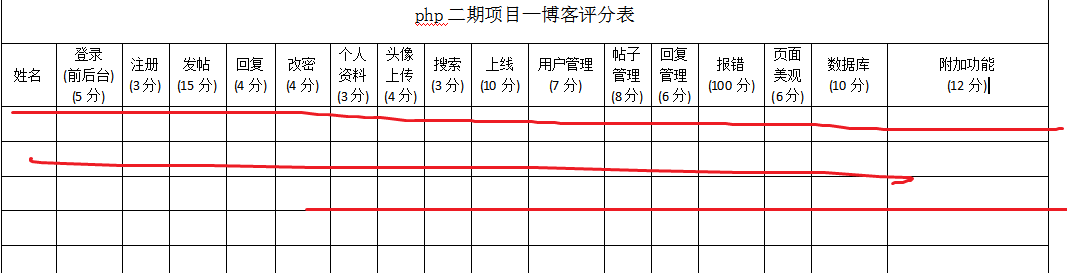 php 二期项目一博客评分表
姓名
登录
(前后台)
(5 分)
注册
(3 分)
发帖
(15 分)
回复
(4 分)
改密
(4 分)
个人
资料
(3 分)
头像
上传
(4 分)
搜索
(3 分)
上线
(10 分)
用户管理
(7 分)
帖子
管理
(8 分)
回复
管理
(6 分)
报错
(100 分)
页面
美观
(6 分)
数据库
(10 分)
附加功能
(12 分)